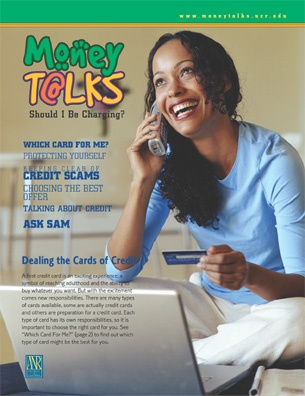 www.moneytalks.ucr.edu
Money
T@LKS
Should I Be Charging?
WHICH CARD FOR ME?
PROTECTING YOURSELF
KEEPING CLEAR OF
CREDIT SCAMS
CHOOSING THE BEST
OFFER
TALKING ABOUT CREDIT
ASK SAM
Dealing the Cards of Credit
A first credit card is an exciting experience, a
symbol of reaching adulthood and the ability to
buy whatever you want. But with the excitement
comes new responsibilities. There are many types
of cards available, some are actually credit cards
and others are preparation for a credit card. Each
type of card has its own responsibilities, so it is
important to choose the right card for you. See
"Which Card For Me?" (page 2) to find out which
type of card might be the best for you.
ANR